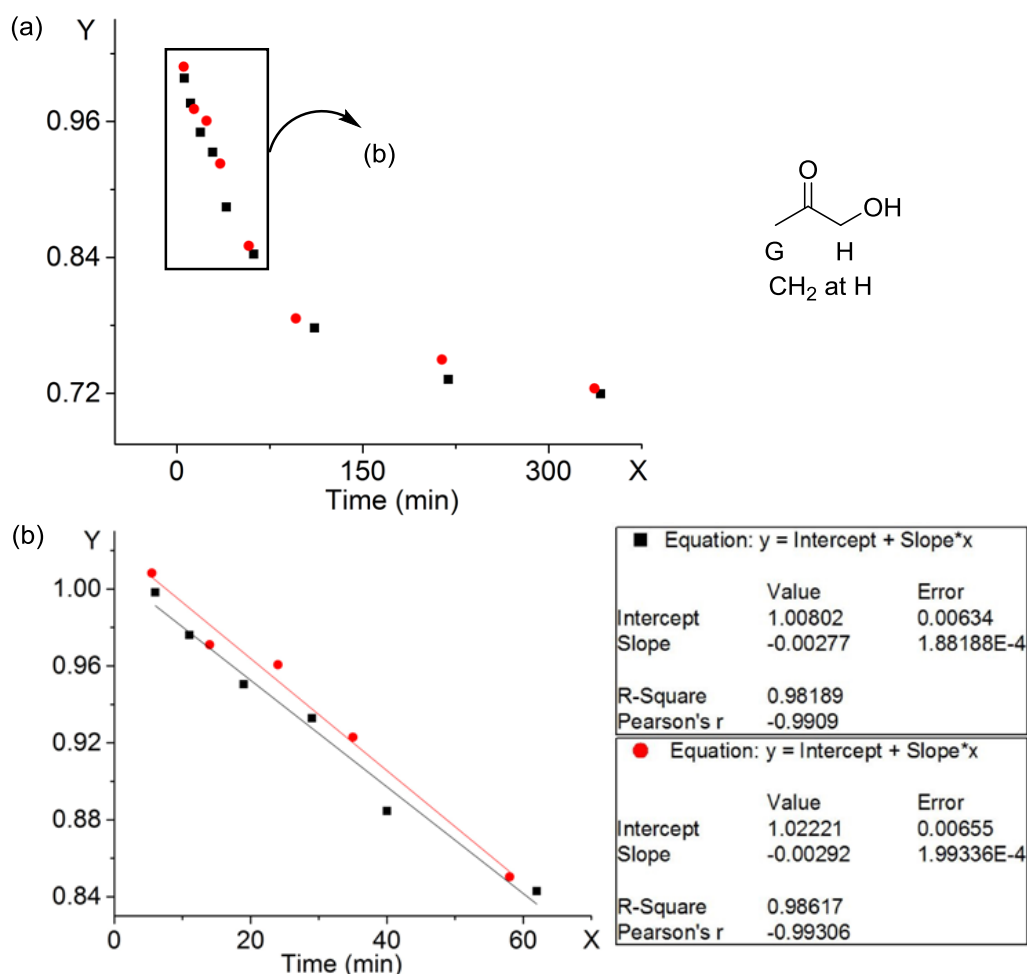 (a)
Y
0.96
0.84
0.72
(b)
0
150
300
X
Time (min)
O
OH
G
H
CH₂ at H
(b)
Y
1.00
0.96
0.92
0.88
0.84
0
20
40
60
X
Time (min)
Equation: y = Intercept + Slope*x
Value Error
Intercept 1.00802 0.00634
Slope -0.00277 1.88188E-4
R-Square 0.98189
Pearson's r -0.9909
Equation: y = Intercept + Slope*x
Value Error
Intercept 1.02221 0.00655
Slope -0.00292 1.99336E-4
R-Square 0.98617
Pearson's r -0.99306